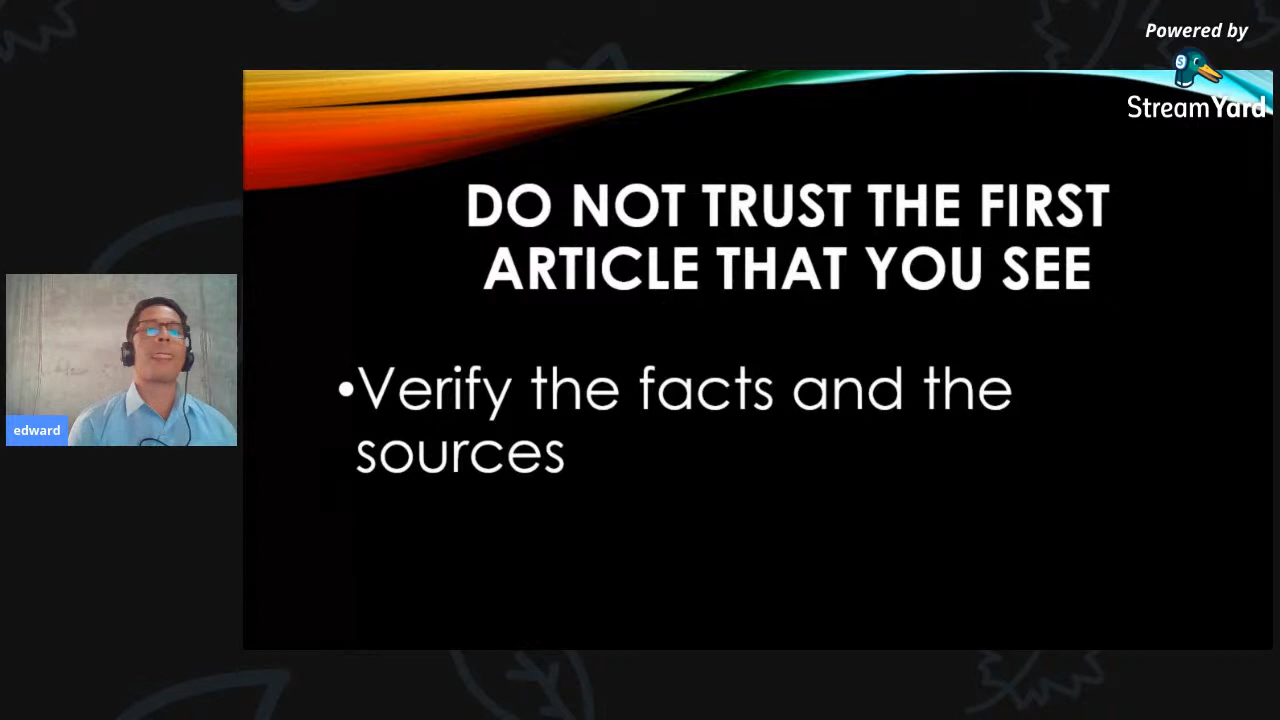 Powered by
StreamYard
DO NOT TRUST THE FIRST
ARTICLE THAT YOU SEE
•Verify the facts and the
sources
edward